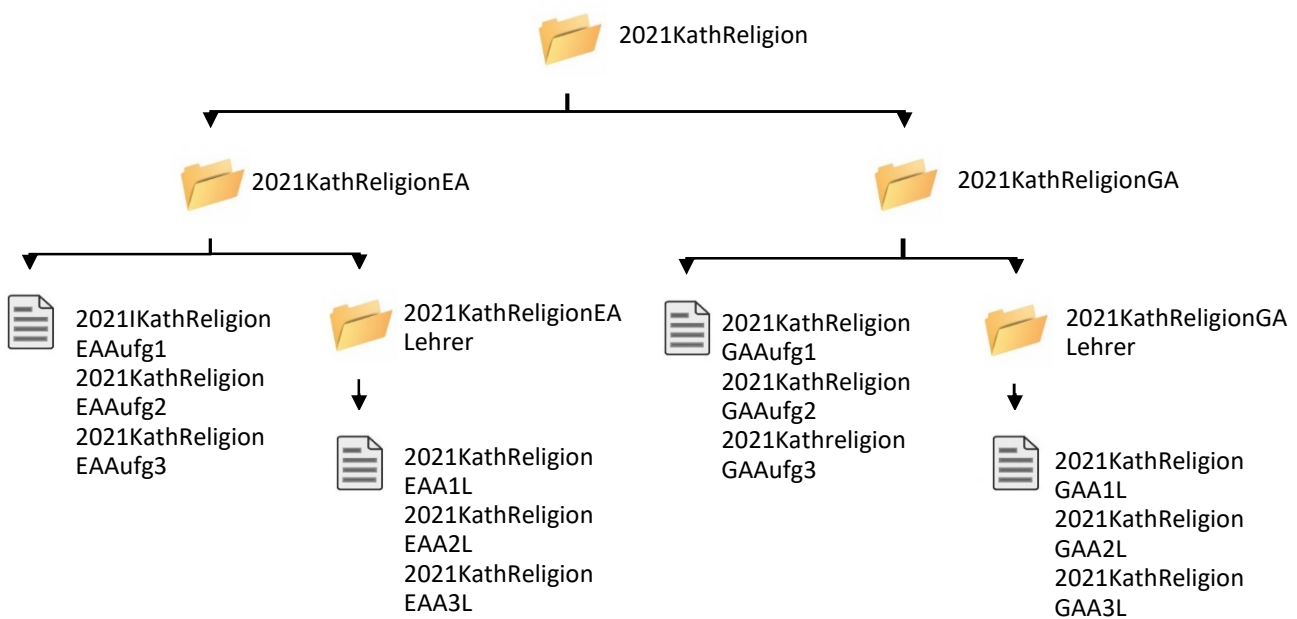 2021KathReligion
2021KathReligionEA
2021KathReligionGA
2021IKathReligion
EAAufg1
2021KathReligion
EAAufg2
2021KathReligion
EAAufg3
2021KathReligionEA
Lehrer
2021KathReligion
EAA1L
2021KathReligion
EAA2L
2021KathReligion
EAA3L
2021KathReligion
GAAufg1
2021KathReligion
GAAufg2
2021Kathreligion
GAAufg3
2021KathReligionGA
Lehrer
2021KathReligion
GAA1L
2021KathReligion
GAA2L
2021KathReligion
GAA3L